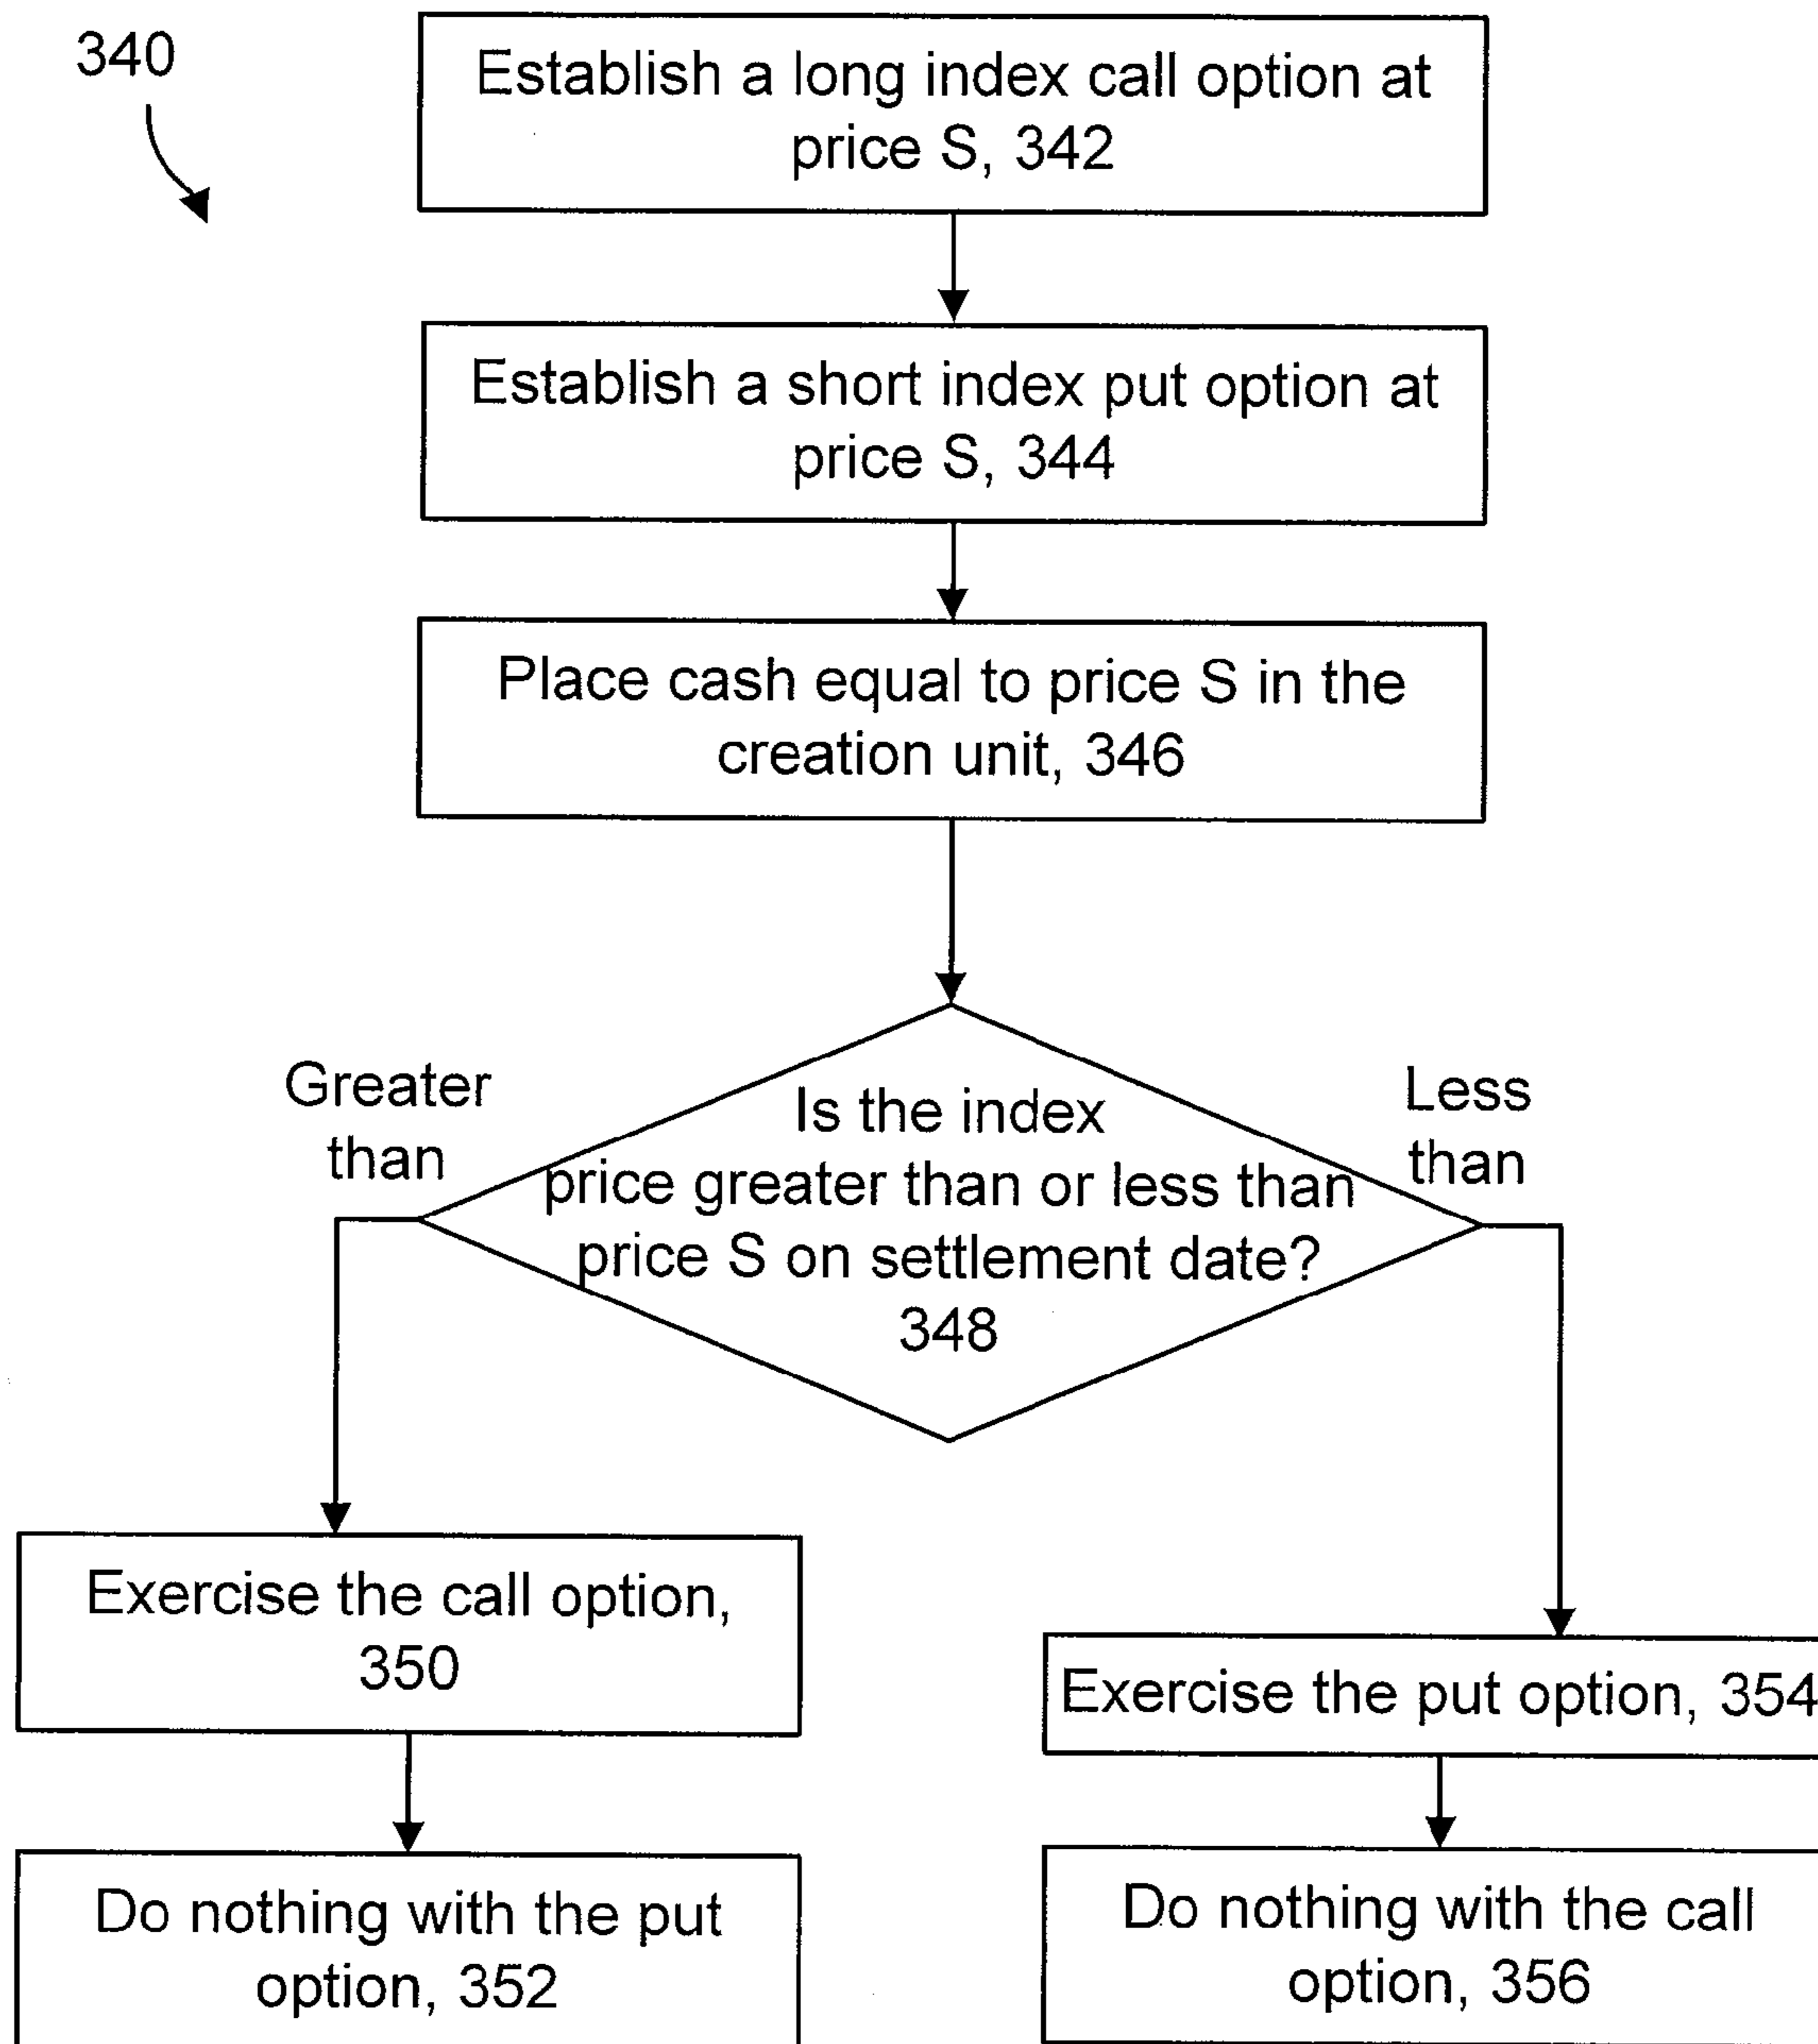 340
Establish a long index call option at
price S, 342
Establish a short index put option at
price S, 344
Place cash equal to price S in the
creation unit, 346
Greater
than
Less
than
Is the index
price greater than or less than
price S on settlement date?
348
Exercise the call option,
350
Exercise the put option, 354
Do nothing with the put
option, 352
Do nothing with the call
option, 356